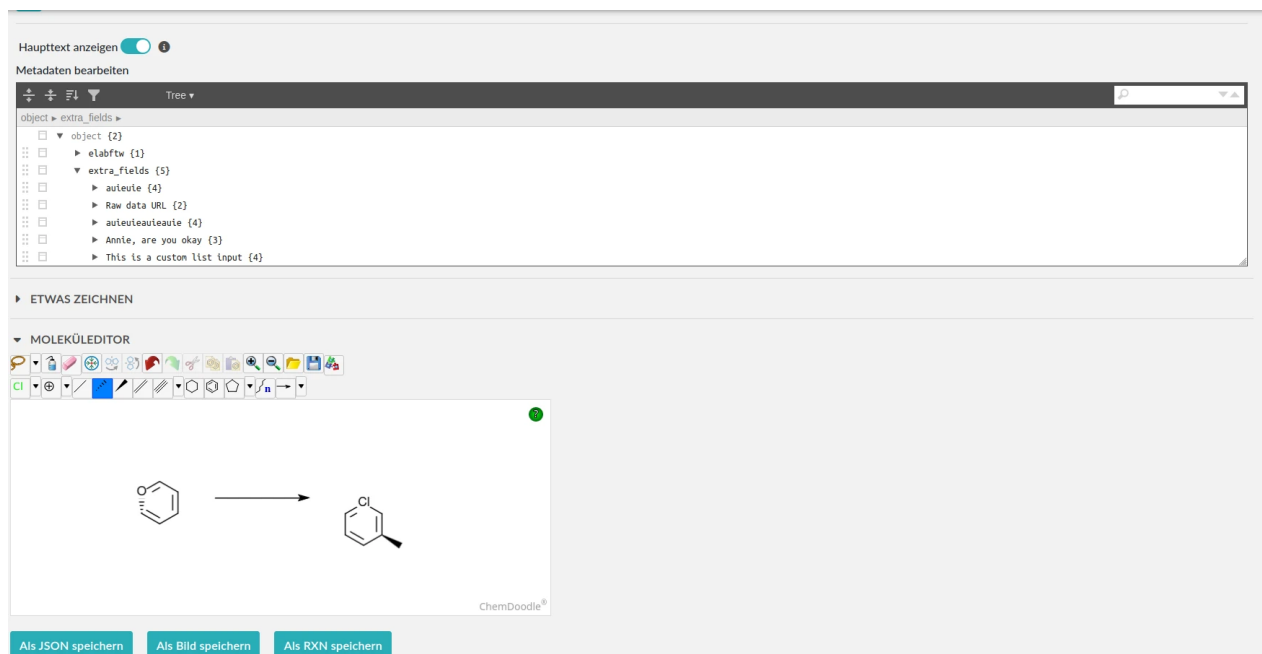 Haupttext anzeigen
Metadaten bearbeiten
Tree ▾
object ▸ extra_fields ▸
▼ object {2}
▶ elabftw {1}
▼ extra_fields {5}
▶ auieuie {4}
▶ Raw data URL {2}
▶ auieuieauieauie {4}
▶ Annie, are you okay {3}
▶ This is a custom list input {4}
▶ ETWAS ZEICHNEN
▼ MOLEKÜLEDITOR
Cl n
O Cl
ChemDoodle®
Als JSON speichern Als Bild speichern Als RXN speichern